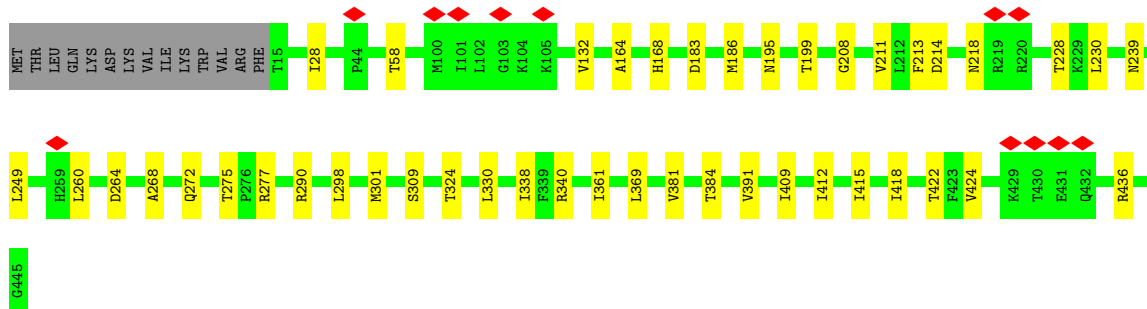 MET THR LEU GLN LYS ASP LYS VAL ILE LYS TRP VAL ARG PHE T15 I28 P44 T58 M100 I101 L102 G103 K104 K105 V132 A164 H168 D183 M186 N195 T199 G208 V211 L212 F213 D214 N218 R219 R220 T228 K229 L230 N239
L249 H259 L260 D264 A268 Q272 T275 P276 R277 R290 L298 M301 S309 T324 L330 I338 F339 R340 I361 L369 V381 T384 V391 I409 I412 I415 I418 T422 F423 V424 K429 T430 E431 Q432 R436
G445